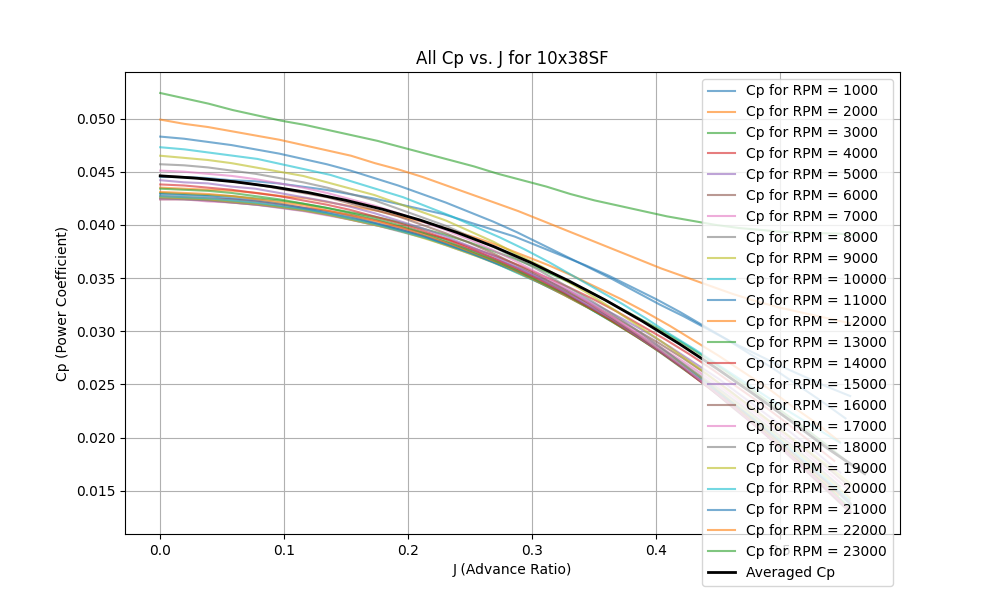 All Cp vs. J for 10x38SF
Cp (Power Coefficient)
0.050
0.045
0.040
0.035
0.030
0.025
0.020
0.015
0.0
0.1
0.2
0.3
0.4
J (Advance Ratio)
Cp for RPM = 1000
Cp for RPM = 2000
Cp for RPM = 3000
Cp for RPM = 4000
Cp for RPM = 5000
Cp for RPM = 6000
Cp for RPM = 7000
Cp for RPM = 8000
Cp for RPM = 9000
Cp for RPM = 10000
Cp for RPM = 11000
Cp for RPM = 12000
Cp for RPM = 13000
Cp for RPM = 14000
Cp for RPM = 15000
Cp for RPM = 16000
Cp for RPM = 17000
Cp for RPM = 18000
Cp for RPM = 19000
Cp for RPM = 20000
Cp for RPM = 21000
Cp for RPM = 22000
Cp for RPM = 23000
Averaged Cp